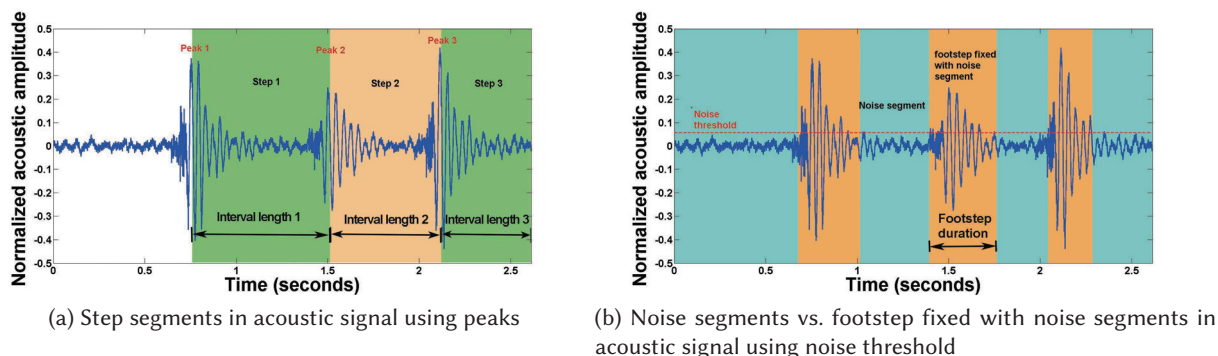 Normalized acoustic amplitude
0.5
0.4
0.3
0.2
0.1
0
-0.1
-0.2
-0.3
-0.4
-0.5
Peak 1
Peak 2
Peak 3
Step 1
Step 2
Step 3
Interval length 1
Interval length 2
Interval length 3
0
0.5
1
1.5
2
2.5
Time (seconds)
(a) Step segments in acoustic signal using peaks
Normalized acoustic amplitude
0.5
0.4
0.3
0.2
0.1
0
-0.1
-0.2
-0.3
-0.4
-0.5
footstep fixed
with noise
segment
Noise segment
Noise
threshold
Footstep
duration
0
0.5
1
1.5
2
2.5
Time (seconds)
(b) Noise segments vs. footstep fixed with noise segments in
acoustic signal using noise threshold